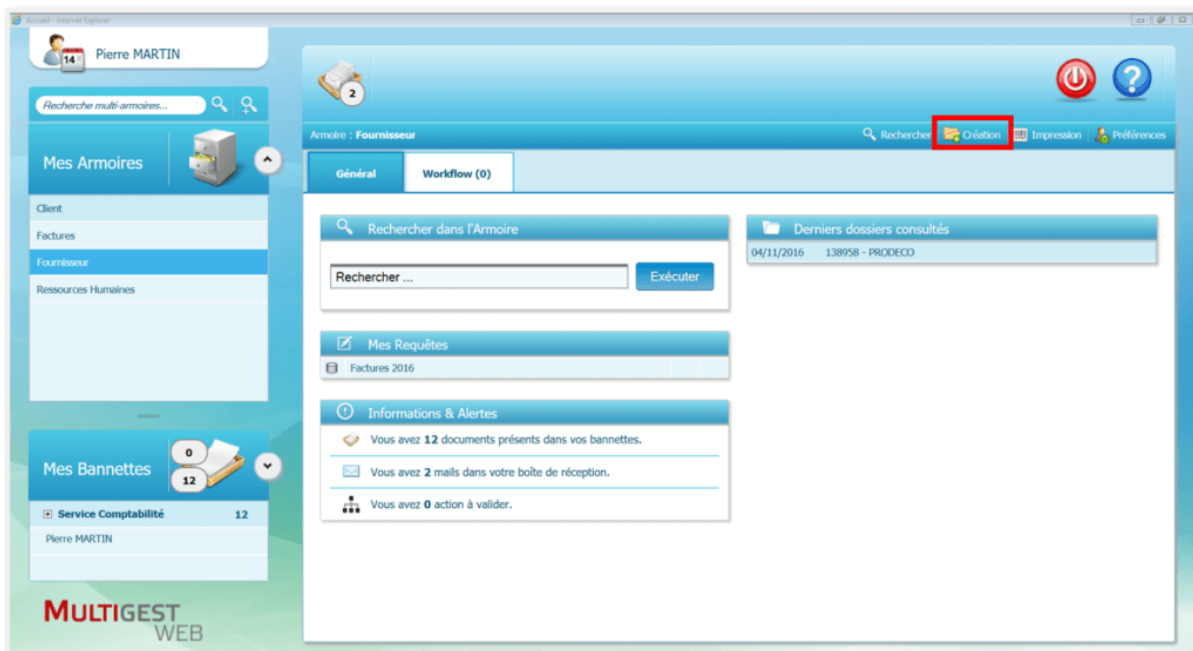 Accueil - Internet Explorer
14
Pierre MARTIN
Recherche multi-armoires...
2
Mes Armoires
Armoire : Fournisseur
Rechercher
Création
Impression
Préférences
Général
Workflow (0)
Client
Factures
Fournisseur
Ressources Humaines
Rechercher dans l'Armoire
Rechercher ...
Exécuter
Derniers dossiers consultés
04/11/2016 138958 - PRODECO
Mes Requêtes
Factures 2016
Informations & Alertes
Vous avez 12 documents présents dans vos bannettes.
Vous avez 2 mails dans votre boîte de réception.
Vous avez 0 action à valider.
Mes Bannettes
0
12
Service Comptabilité 12
Pierre MARTIN
MULTIGEST
WEB